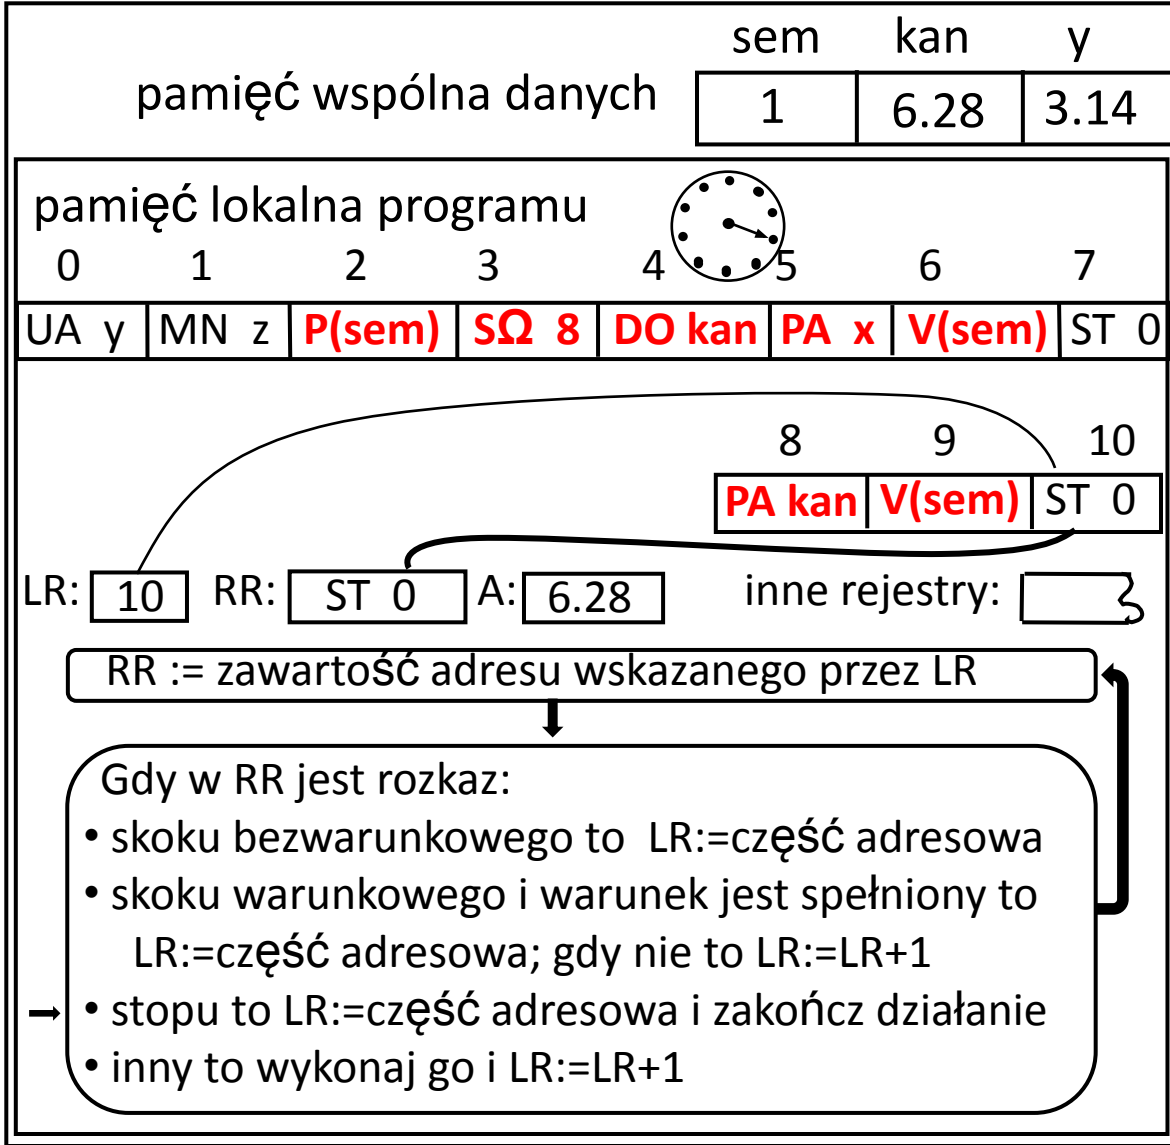 sem kan y
pamięć wspólna danych 1 6.28 3.14
pamięć lokalna programu
0 1 2 3 4 5 6 7
UA y MN z P(sem) SΩ 8 DO kan PA x V(sem) ST 0
8 9 10
PA kan V(sem) ST 0
LR: 10 RR: ST 0 A: 6.28 inne rejestry:
RR := zawartość adresu wskazanego przez LR
Gdy w RR jest rozkaz:
• skoku bezwarunkowego to LR:=część adresowa
• skoku warunkowego i warunek jest spełniony to
LR:=część adresowa; gdy nie to LR:=LR+1
• stopu to LR:=część adresowa i zakończ działanie
• inny to wykonaj go i LR:=LR+1